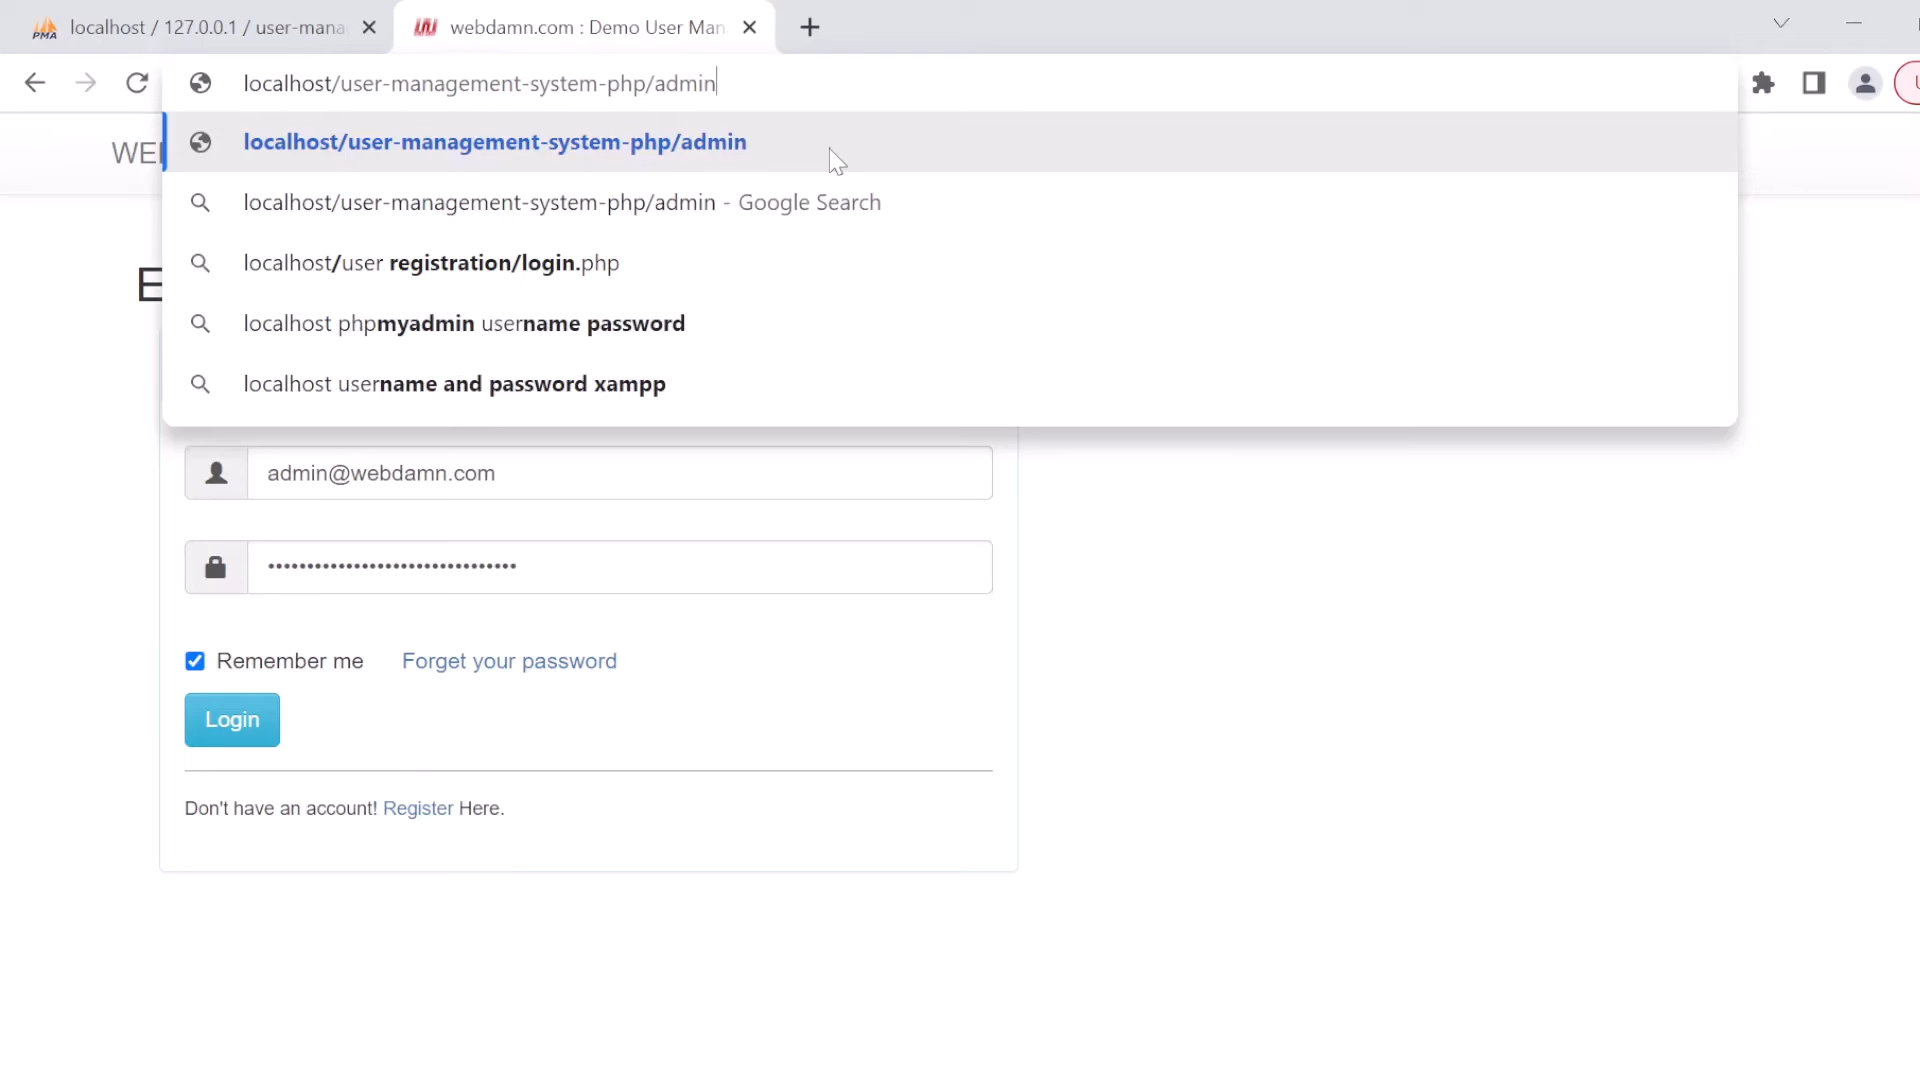 localhost / 127.0.0.1 / user-mana
webdamn.com : Demo User Man
localhost/user-management-system-php/admin
localhost/user-management-system-php/admin
localhost/user-management-system-php/admin - Google Search
localhost/user registration/login.php
localhost phpmyadmin username password
localhost username and password xampp
admin@webdamn.com
Remember me Forget your password
Login
Don't have an account! Register Here.